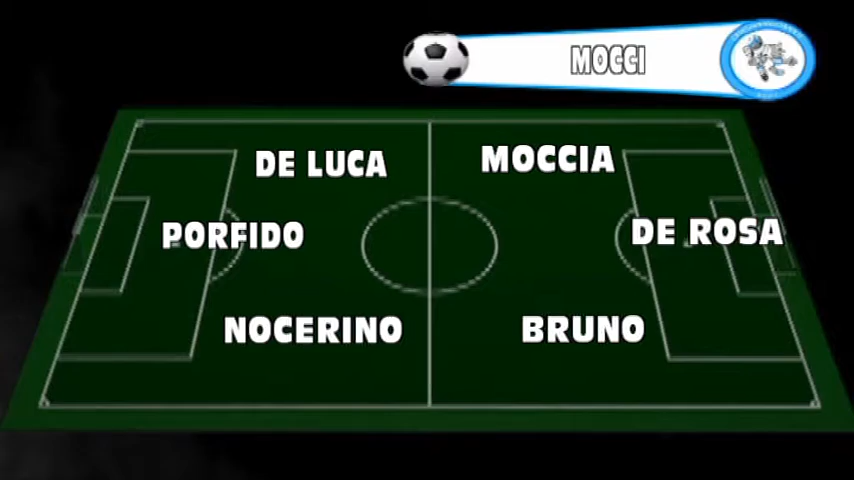 MOCCI
DE LUCA
MOCCIA
PORFIDO
DE ROSA
NOCERINO
BRUNO